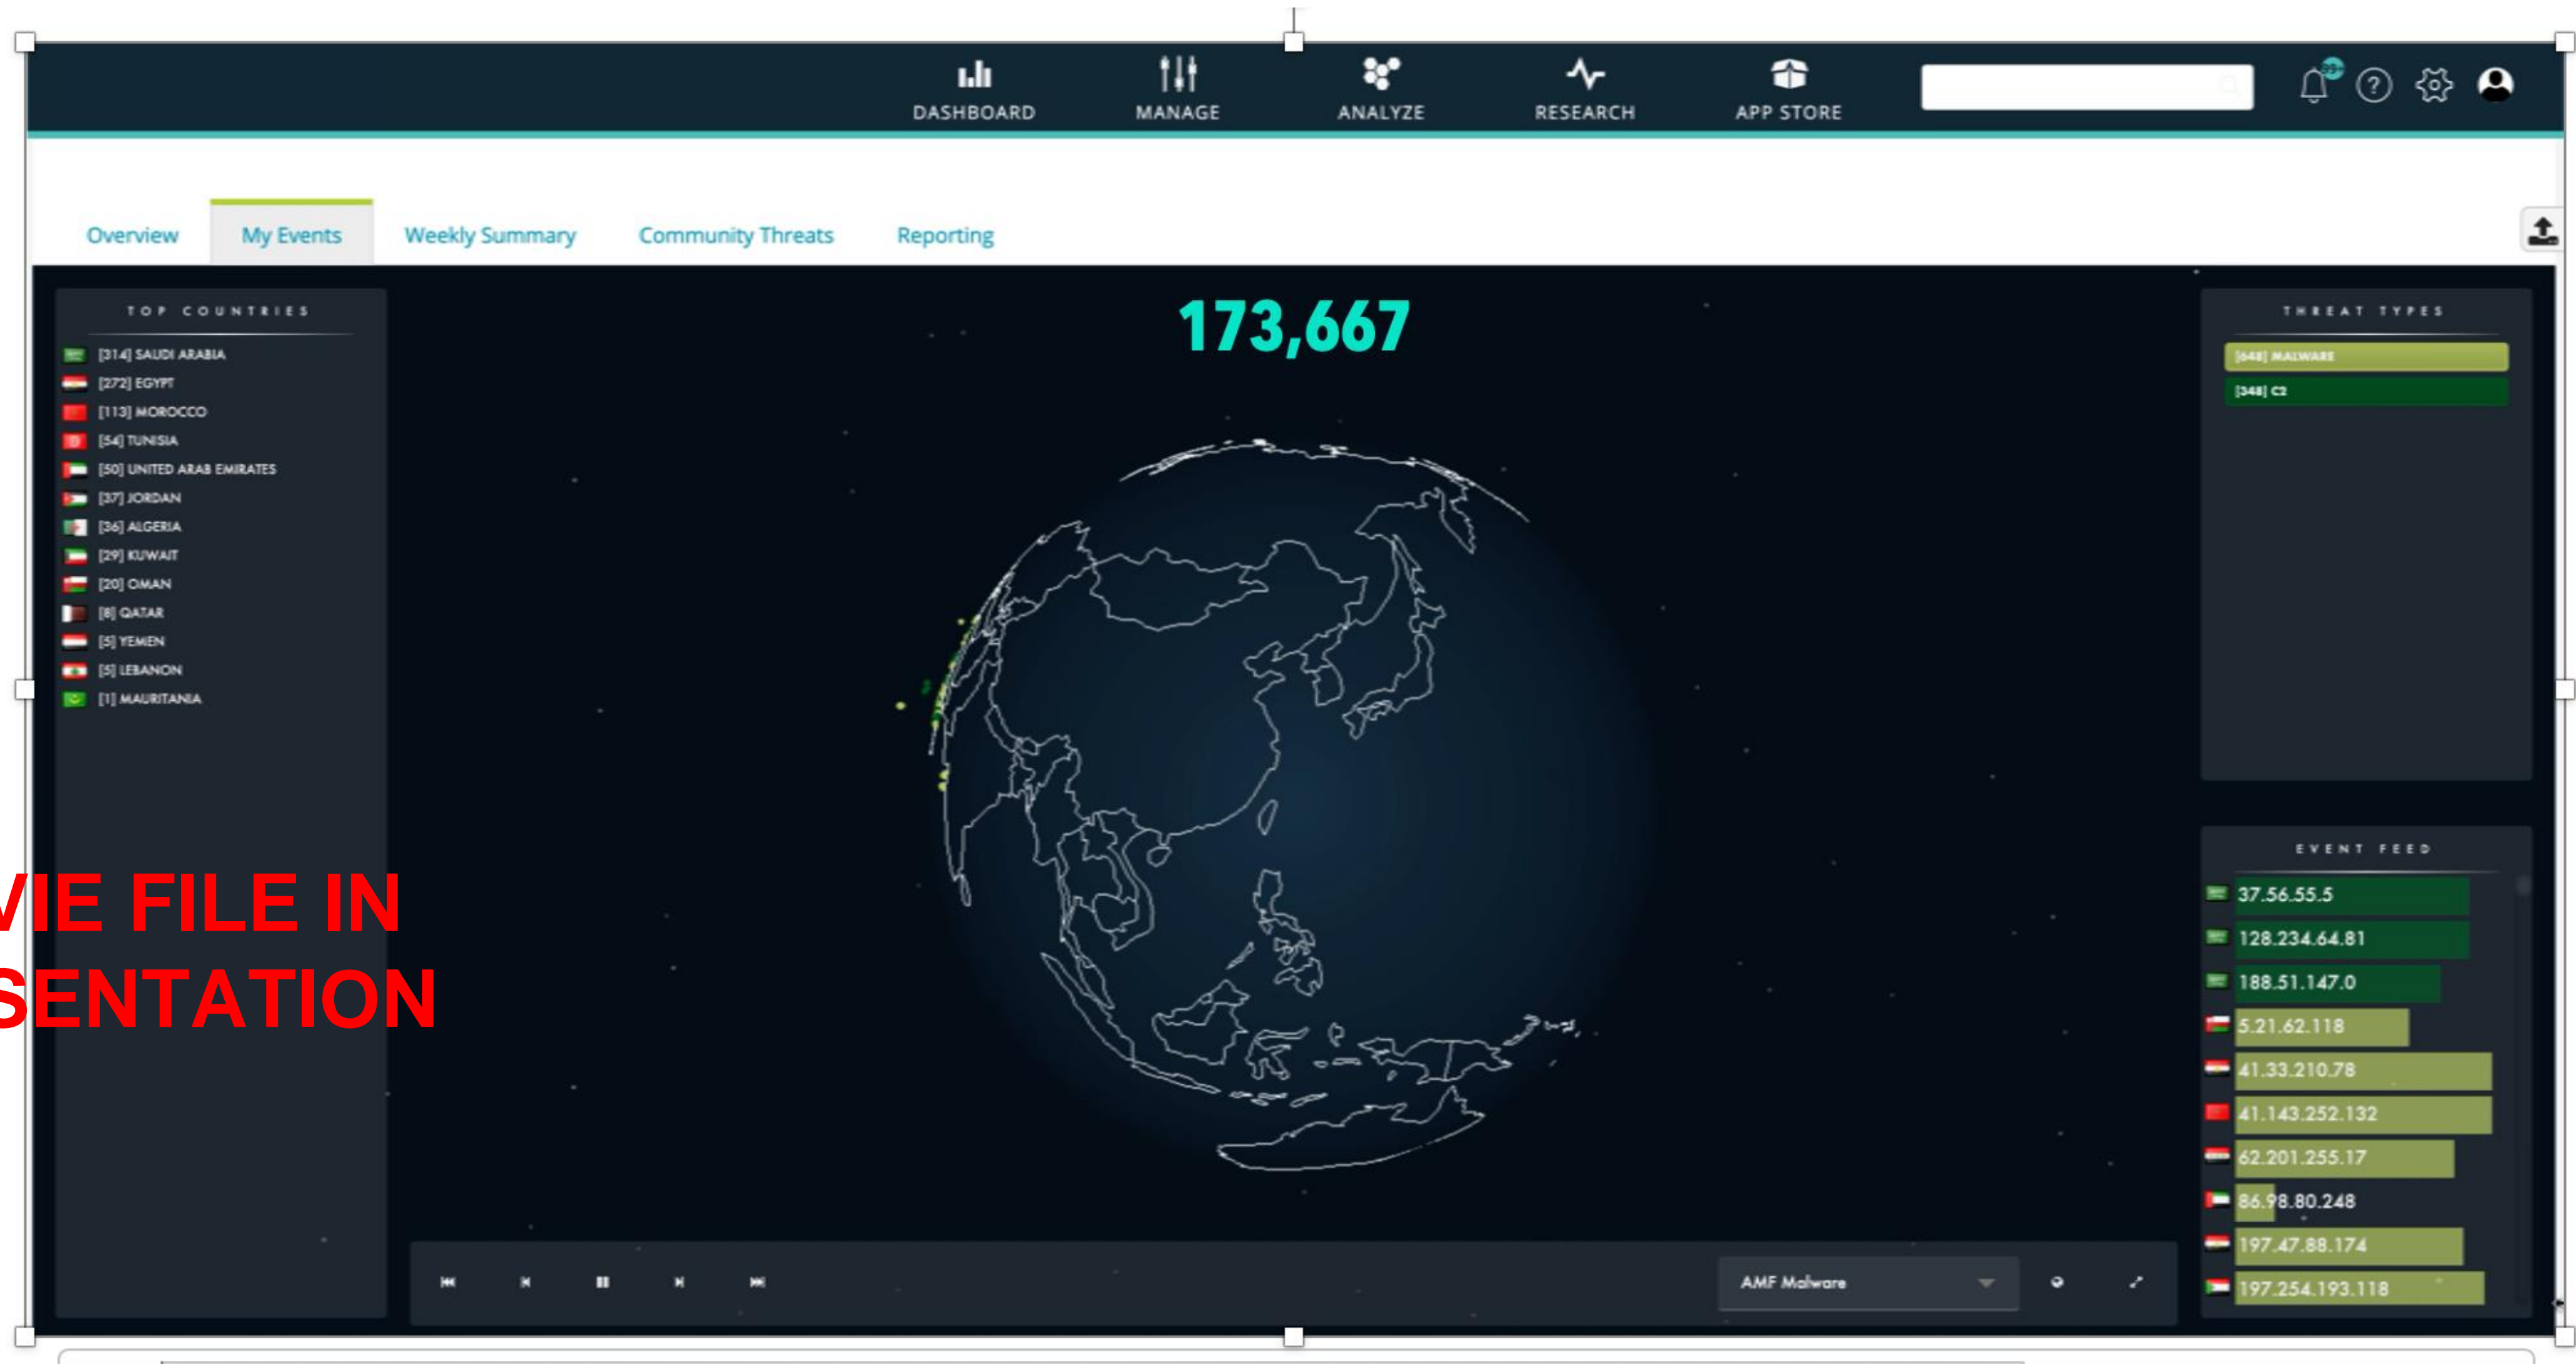 DASHBOARD
MANAGE
ANALYZE
RESEARCH
APP STORE
Overview
My Events
Weekly Summary
Community Threats
Reporting
TOP COUNTRIES
[314] SAUDI ARABIA
[272] EGYPT
[113] MOROCCO
[54] TUNISIA
[50] UNITED ARAB EMIRATES
[37] JORDAN
[36] ALGERIA
[29] KUWAIT
[20] OMAN
[8] QATAR
[5] YEMEN
[5] LEBANON
[1] MAURITANIA
173,667
THREAT TYPES
[648] MALWARE
[348] C2
FILE IN
SENTATION
EVENT FEED
37.56.55.5
128.234.64.81
188.51.147.0
5.21.62.118
41.33.210.78
41.143.252.132
62.201.255.17
86.98.80.248
197.47.88.174
197.254.193.118
AMF Malware